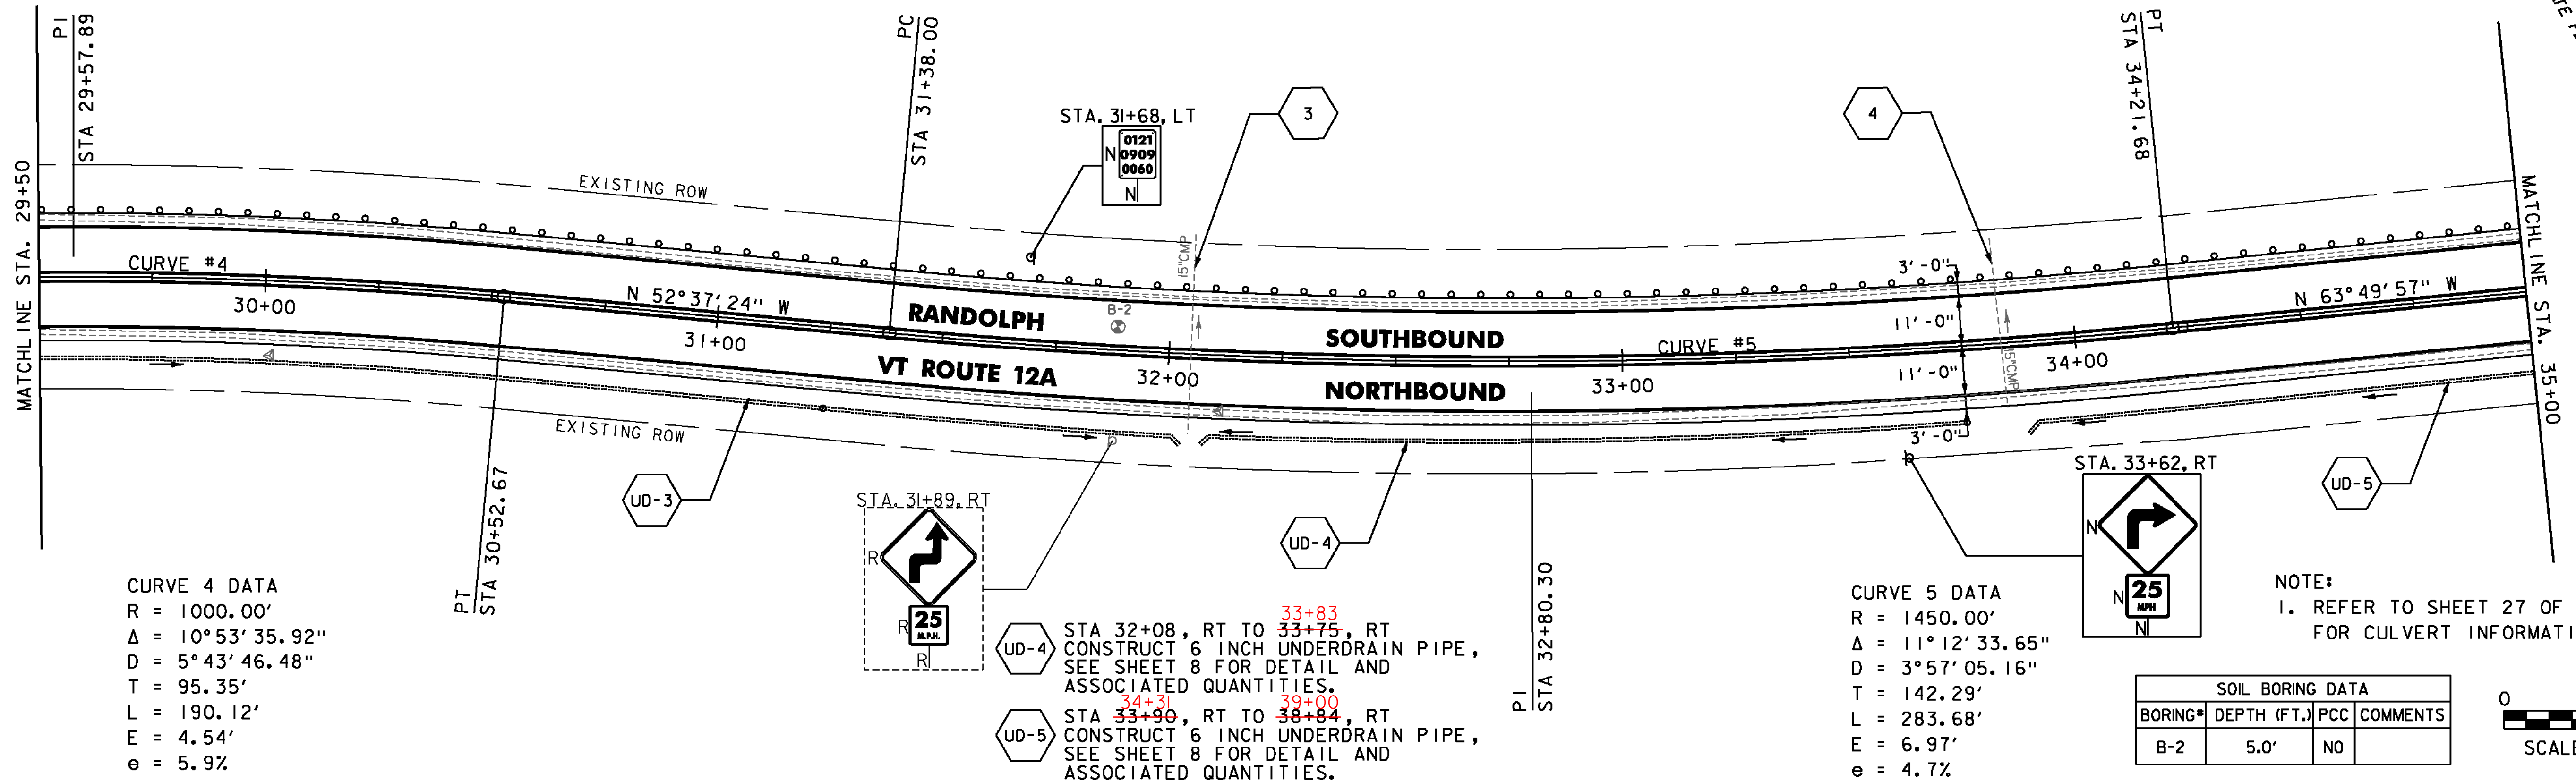 PI
STA 29+57.89
PC
STA 31+38.00
PT
STA 34+21.68
MATCHLINE STA. 29+50
MATCHLINE STA. 35+00
STA. 31+68, LT
0121
N 0909
0060
N
3
4
EXISTING ROW
CURVE #4
30+00
N 52°37'24" W
31+00
RANDOLPH
VT ROUTE 12A
B-2
15"CMP
32+00
SOUTHBOUND
NORTHBOUND
CURVE #5
33+00
3'-0"
11'-0"
11'-0"
3'-0"
15"CMP
34+00
N 63°49'57" W
EXISTING ROW
PT
STA 30+52.67
UD-3
STA. 31+89, RT
R
R 25
M.P.H.
R
UD-4
PI
STA 32+80.30
STA. 33+62, RT
N
N 25
MPH
N
UD-5
CURVE 4 DATA
R = 1000.00'
Δ = 10°53'35.92"
D = 5°43'46.48"
T = 95.35'
L = 190.12'
E = 4.54'
e = 5.9%
33+83
UD-4 STA 32+08, RT TO 33+75, RT
CONSTRUCT 6 INCH UNDERDRAIN PIPE,
SEE SHEET 8 FOR DETAIL AND
ASSOCIATED QUANTITIES.
34+31 39+00
UD-5 STA 33+90, RT TO 38+84, RT
CONSTRUCT 6 INCH UNDERDRAIN PIPE,
SEE SHEET 8 FOR DETAIL AND
ASSOCIATED QUANTITIES.
CURVE 5 DATA
R = 1450.00'
Δ = 11°12'33.65"
D = 3°57'05.16"
T = 142.29'
L = 283.68'
E = 6.97'
e = 4.7%
NOTE:
1. REFER TO SHEET 27 OF
FOR CULVERT INFORMATI
SOIL BORING DATA
BORING# DEPTH (FT.) PCC COMMENTS
B-2 5.0' NO
0
SCALE